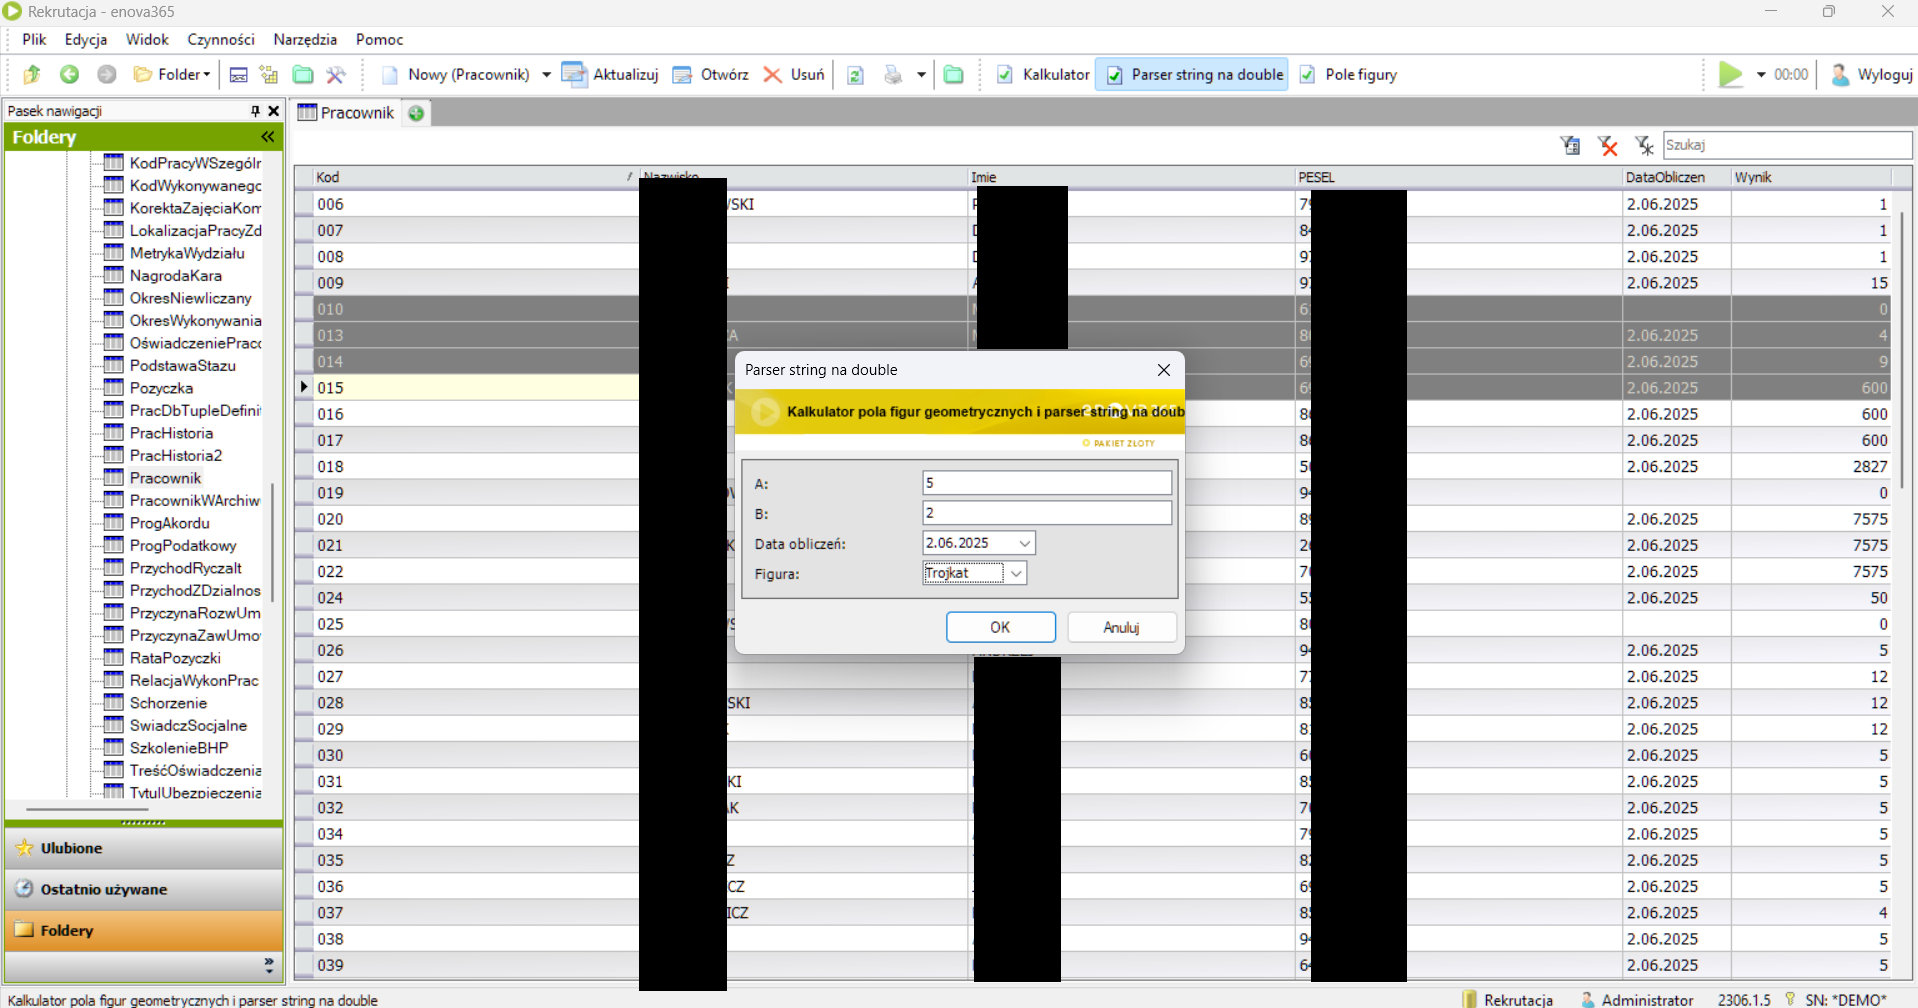 Rekrutacja - enova365
Plik Edycja Widok Czynności Narzędzia Pomoc
Folder Nowy (Pracownik) Aktualizuj Otwórz Usuń Kalkulator Parser string na double Pole figury 00:00 Wyloguj
Pasek nawigacji
Foldery
KodPracyWSzególr
KodWykonywanego
KorektaZajęciaKom
LokalizacjaPracyZd
MetrykaWydziału
NagrodaKara
OkresNiewliczany
OkresWykonywania
OświadczeniePraco
PodstawaStazu
Pozyczka
PracDbTupleDefinit
PracHistoria
PracHistoria2
Pracownik
PracownikWArchiw
ProgAkordu
ProgPodatkowy
PrzychodRyczalt
PrzychodZDzialnos
PrzyczynaRozwUm
PrzyczynaZawUmo
RataPozyczki
RelacjaWykonPrac
Schorzenie
SwiadczSocjalne
SzkolenieBHP
TreśćOświadczenia
TytulUbezpieczenia
Ulubione
Ostatnio używane
Foldery
Pracownik
Szukaj
Kod Nazwisko Imie PESEL DataObliczen Wynik
006 SKI 2.06.2025 1
007 2.06.2025 1
008 2.06.2025 1
009 2.06.2025 15
010 0
013 2.06.2025 4
014 2.06.2025 9
015 2.06.2025 600
016 2.06.2025 600
017 2.06.2025 600
018 2.06.2025 2827
019 0
020 2.06.2025 7575
021 2.06.2025 7575
022 2.06.2025 7575
024 2.06.2025 50
025 0
026 2.06.2025 5
027 2.06.2025 12
028 SKI 2.06.2025 12
029 2.06.2025 12
030 2.06.2025 5
031 KI 2.06.2025 5
032 AK 2.06.2025 5
034 2.06.2025 5
035 Z 2.06.2025 5
036 CZ 2.06.2025 5
037 ICZ 2.06.2025 4
038 2.06.2025 5
039 2.06.2025 5
Parser string na double
Kalkulator pola figur geometrycznych i parser string na doub
PAKIET ZŁOTY
A: 5
B: 2
Data obliczeń: 2.06.2025
Figura: Trojkat
OK Anuluj
Kalkulator pola figur geometrycznych i parser string na double Rekrutacja Administrator 2306.1.5 SN: *DEMO*